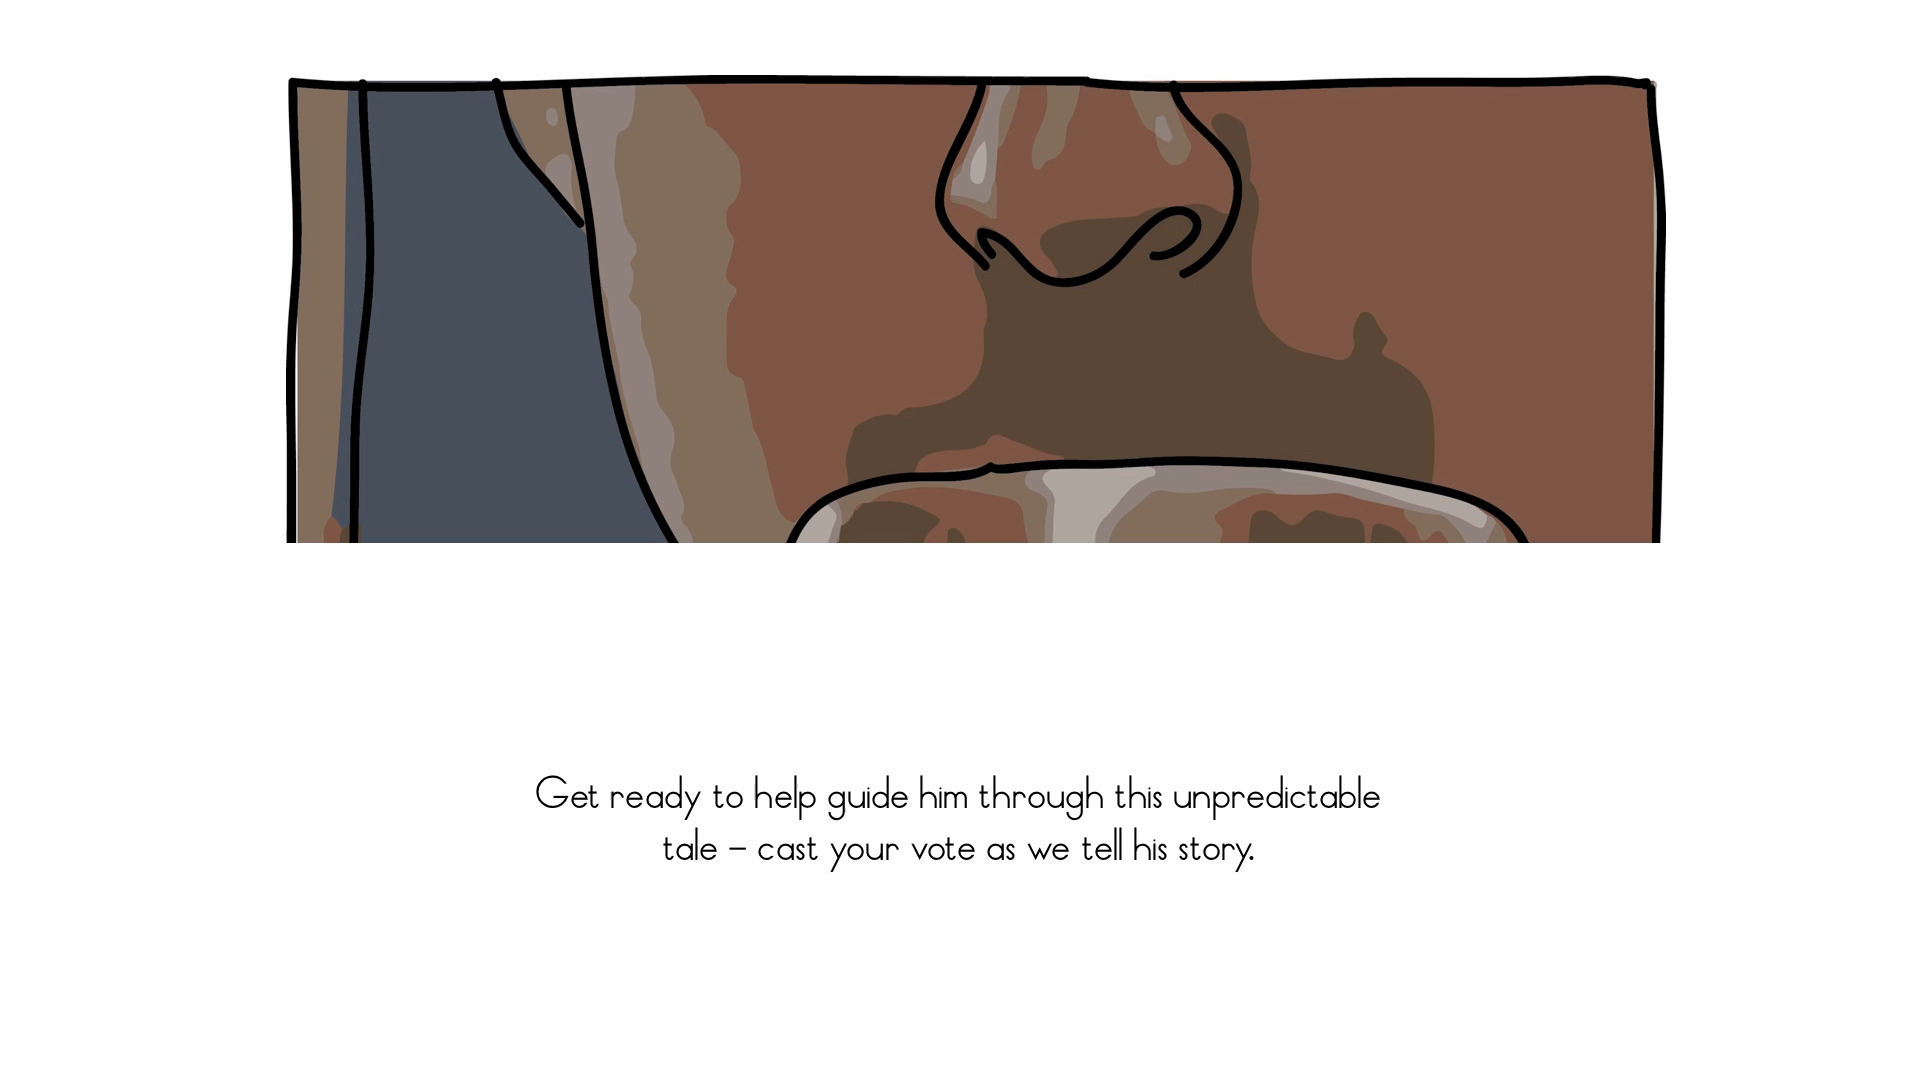 Get ready to help guide him through this unpredictable
tale – cast your vote as we tell his story.